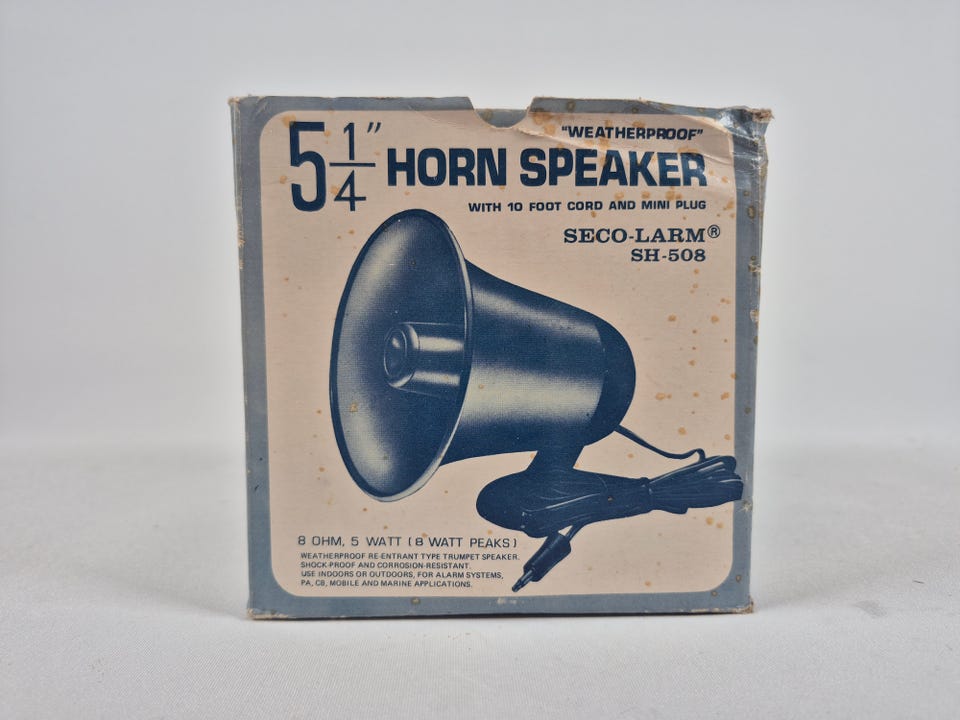 5 1/4" "WEATHERPROOF"
HORN SPEAKER
WITH 10 FOOT CORD AND MINI PLUG
SECO-LARM®
SH-508
8 OHM, 5 WATT (8 WATT PEAKS)
WEATHERPROOF RE-ENTRANT TYPE TRUMPET SPEAKER.
SHOCK-PROOF AND CORROSION-RESISTANT.
USE INDOORS OR OUTDOORS, FOR ALARM SYSTEMS,
PA, CB, MOBILE AND MARINE APPLICATIONS.